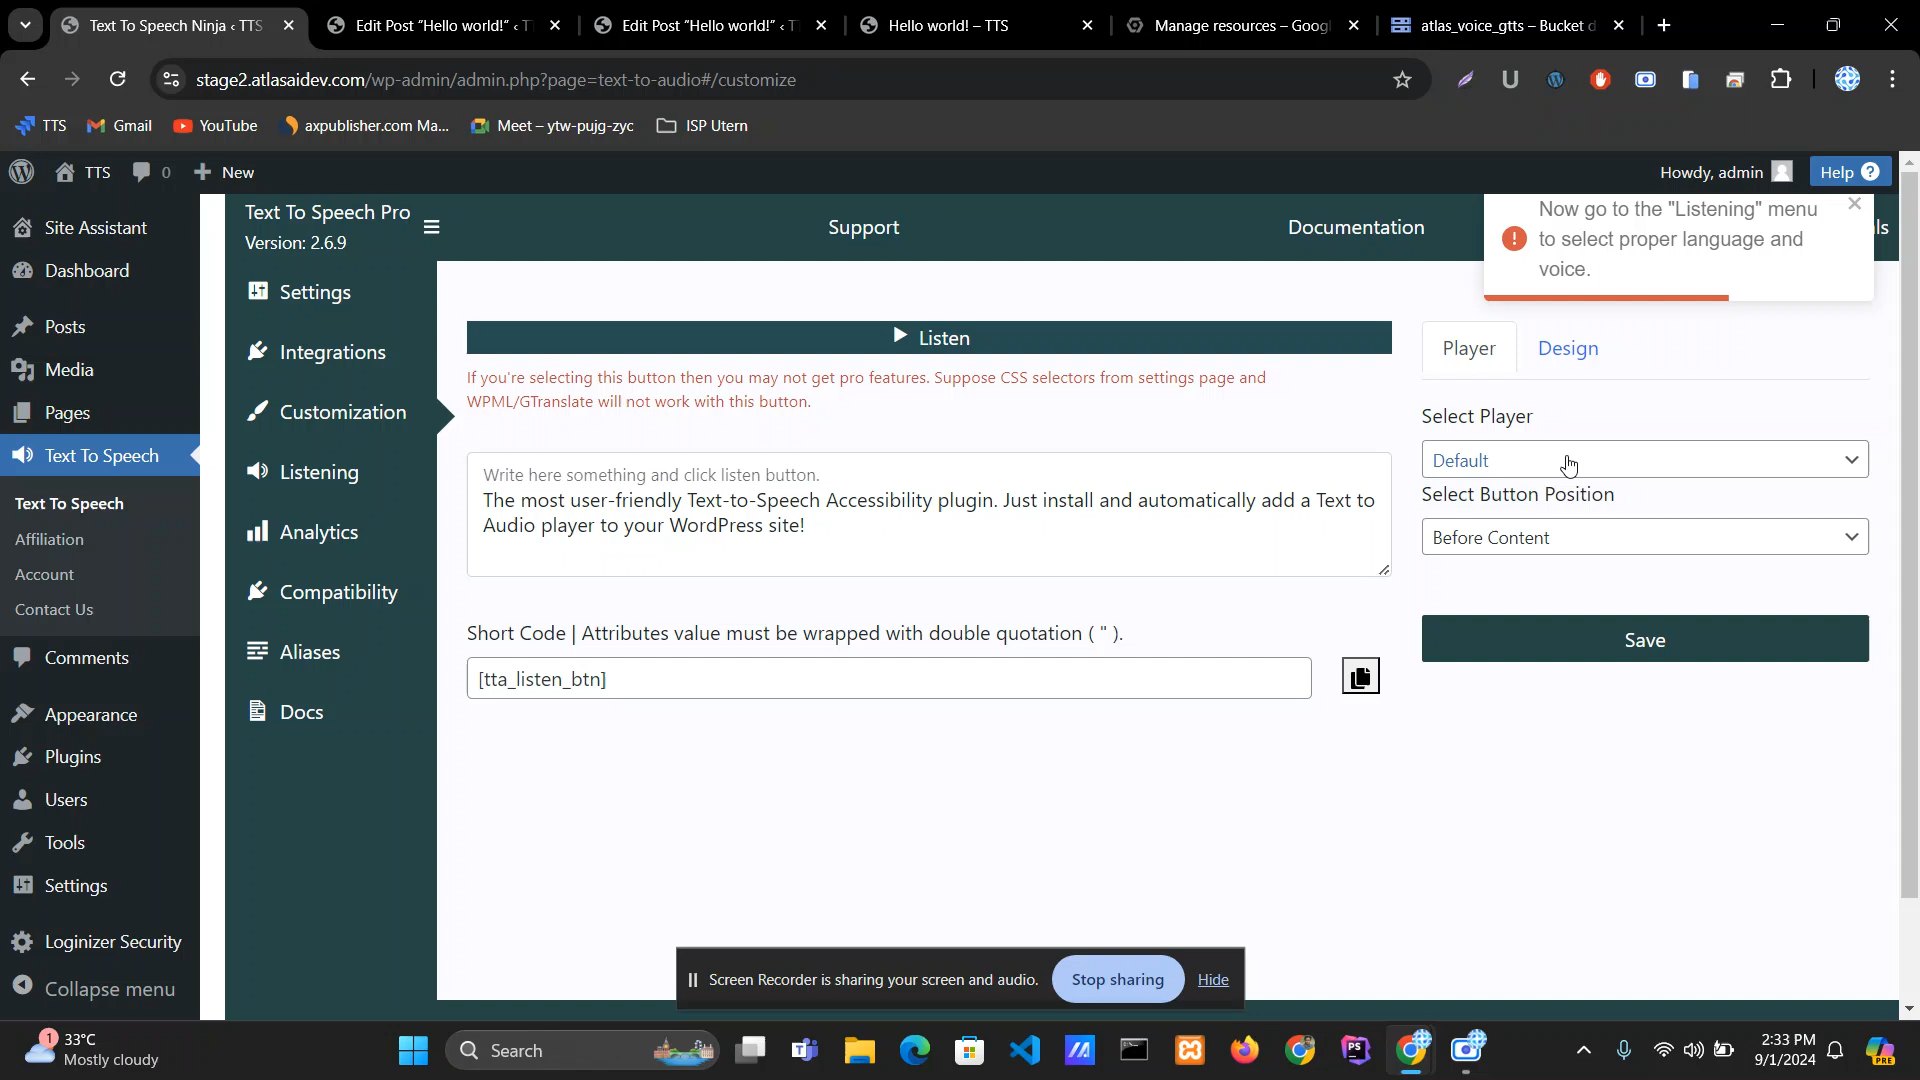 Text To Speech Ninja ‹ TTS
Edit Post "Hello world!" ‹ T
Edit Post "Hello world!" ‹ T
Hello world! – TTS
Manage resources – Googl
atlas_voice_gtts – Bucket d
stage2.atlasaidev.com/wp-admin/admin.php?page=text-to-audio#/customize
TTS
Gmail
YouTube
axpublisher.com Ma...
Meet – ytw-pujg-zyc
ISP Utern
TTS
0
New
Howdy, admin
Help ?
Site Assistant
Dashboard
Posts
Media
Pages
Text To Speech
Text To Speech
Affiliation
Account
Contact Us
Comments
Appearance
Plugins
Users
Tools
Settings
Loginizer Security
Collapse menu
Text To Speech Pro
Version: 2.6.9
Support
Documentation
ls
Now go to the "Listening" menu
to select proper language and
voice.
Settings
Integrations
Customization
Listening
Analytics
Compatibility
Aliases
Docs
Listen
If you're selecting this button then you may not get pro features. Suppose CSS selectors from settings page and
WPML/GTranslate will not work with this button.
Write here something and click listen button.
The most user-friendly Text-to-Speech Accessibility plugin. Just install and automatically add a Text to
Audio player to your WordPress site!
Short Code | Attributes value must be wrapped with double quotation ( " ).
[tta_listen_btn]
Player
Design
Select Player
Default
Select Button Position
Before Content
Save
Screen Recorder is sharing your screen and audio.
Stop sharing
Hide
1
33°C
Mostly cloudy
Search
PS
2:33 PM
9/1/2024
PRE